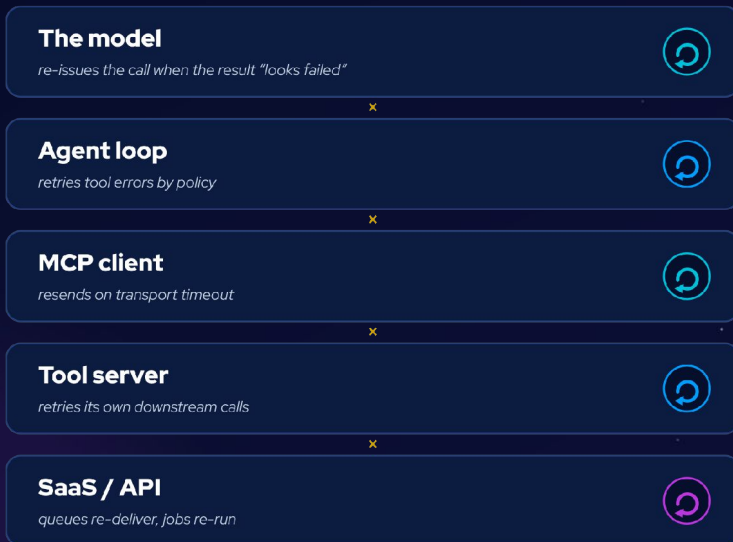 The model
re-issues the call when the result “looks failed”
×
Agent loop
retries tool errors by policy
×
MCP client
resends on transport timeout
×
Tool server
retries its own downstream calls
×
SaaS / API
queues re-deliver, jobs re-run